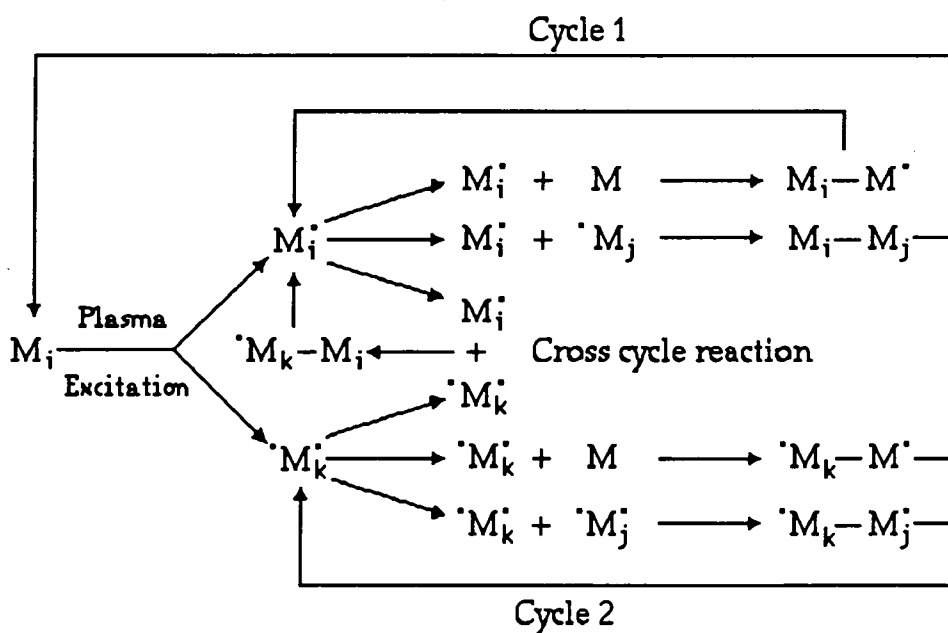 Cycle 1
M_i^• + M → M_i—M^•
M_i^• M_i^• + ^•M_j → M_i—M_j
M_i^•
Plasma
M_i ^•M_k—M_i ← + Cross cycle reaction
Excitation
^•M_k^•
^•M_k^• ^•M_k^• + M → ^•M_k—M^•
^•M_k^• + ^•M_j^• → ^•M_k—M_j^•
Cycle 2